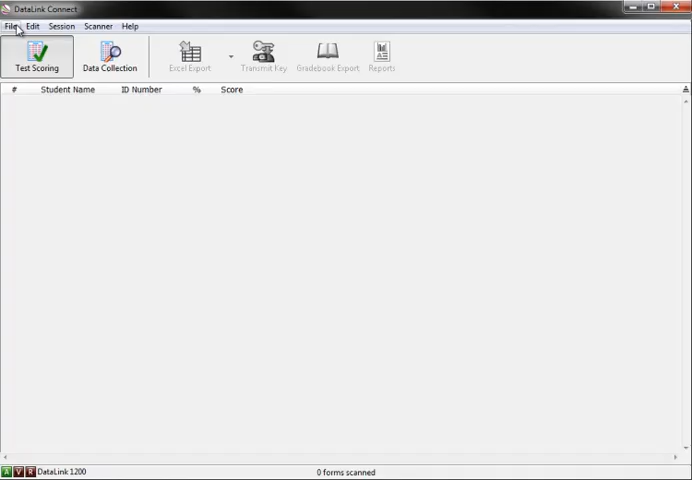 DataLink Connect
File Edit Session Scanner Help
Test Scoring Data Collection Excel Export Transmit Key Gradebook Export Reports
# Student Name ID Number % Score
A V R DataLink 1200 0 forms scanned